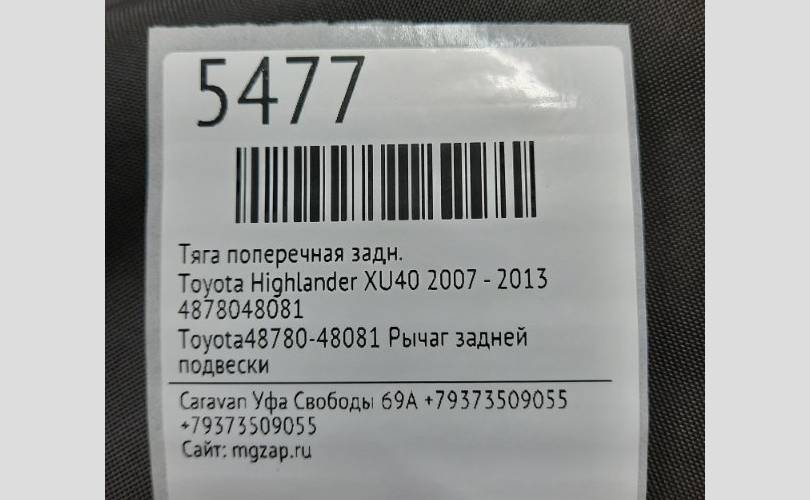 5477
Тяга поперечная задн.
Toyota Highlander XU40 2007 - 2013
4878048081
Toyota48780-48081 Рычаг задней
подвески
Caravan Уфа Свободы 69А +79373509055
+79373509055
Сайт: mgzap.ru